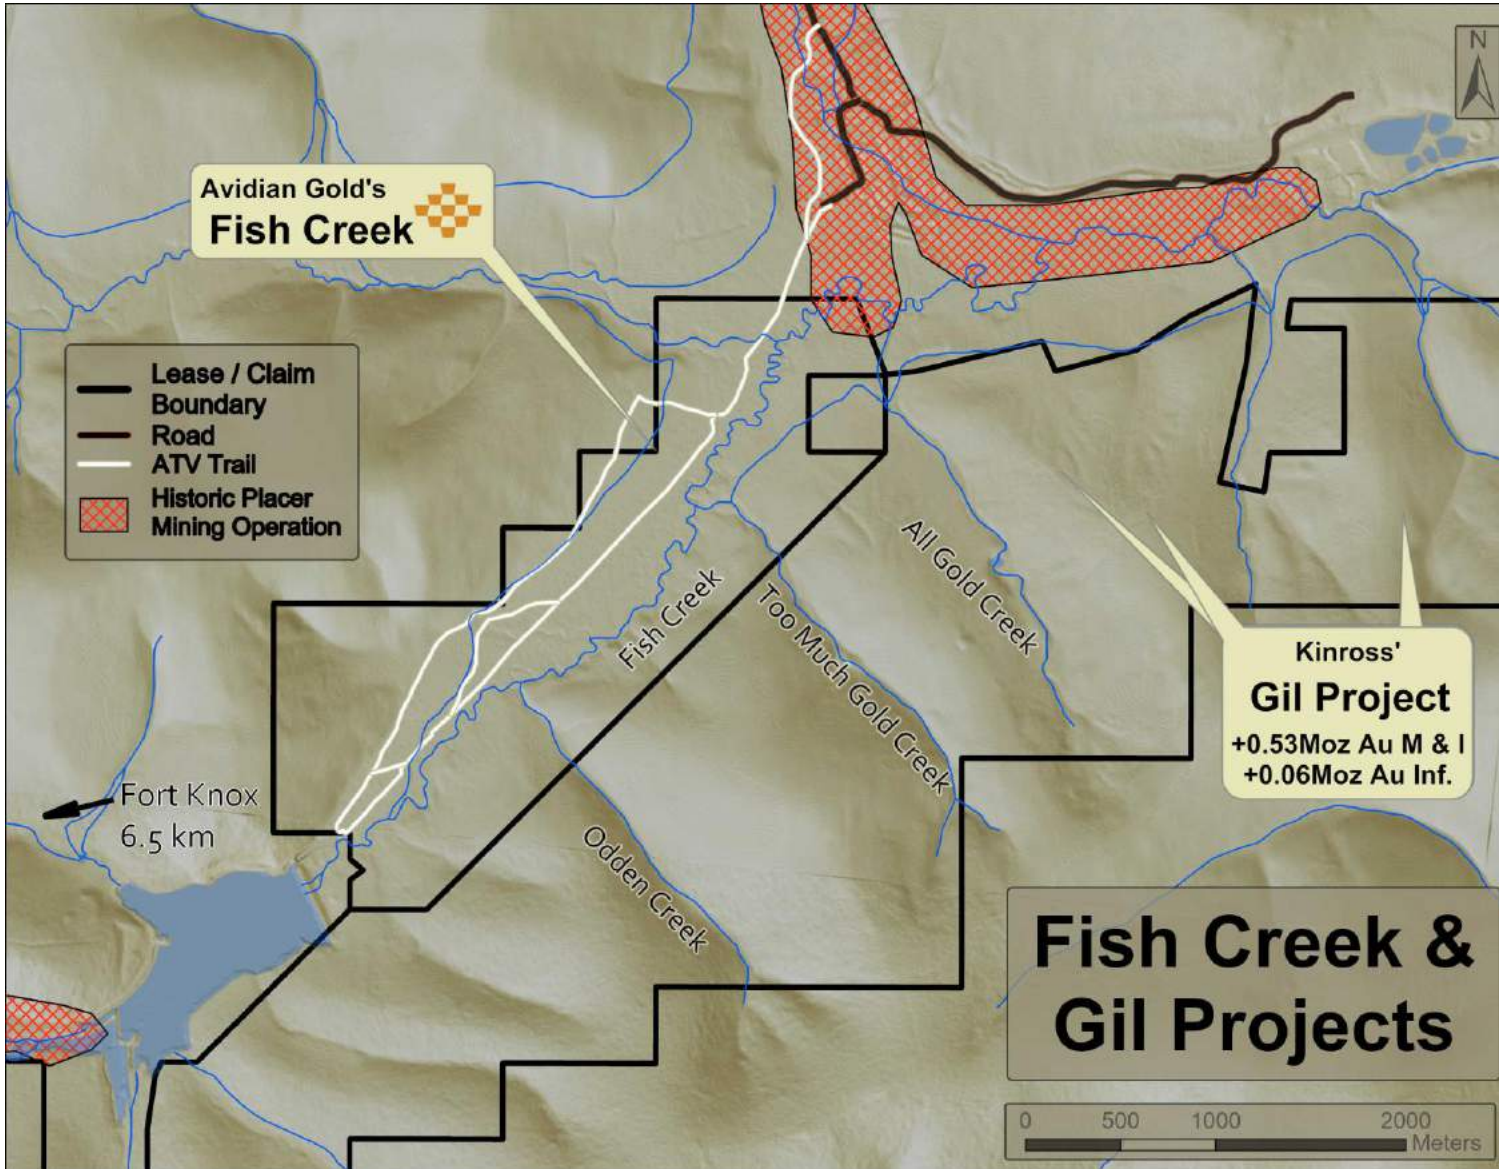 N
Avidian Gold's
Fish Creek
Lease / Claim
Boundary
Road
ATV Trail
Historic Placer
Mining Operation
All Gold Creek
Fish Creek
Too Much Gold Creek
Kinross'
Gil Project
+0.53Moz Au M & I
+0.06Moz Au Inf.
Fort Knox
6.5 km
Odden Creek
Fish Creek &
Gil Projects
0 500 1000 2000
Meters